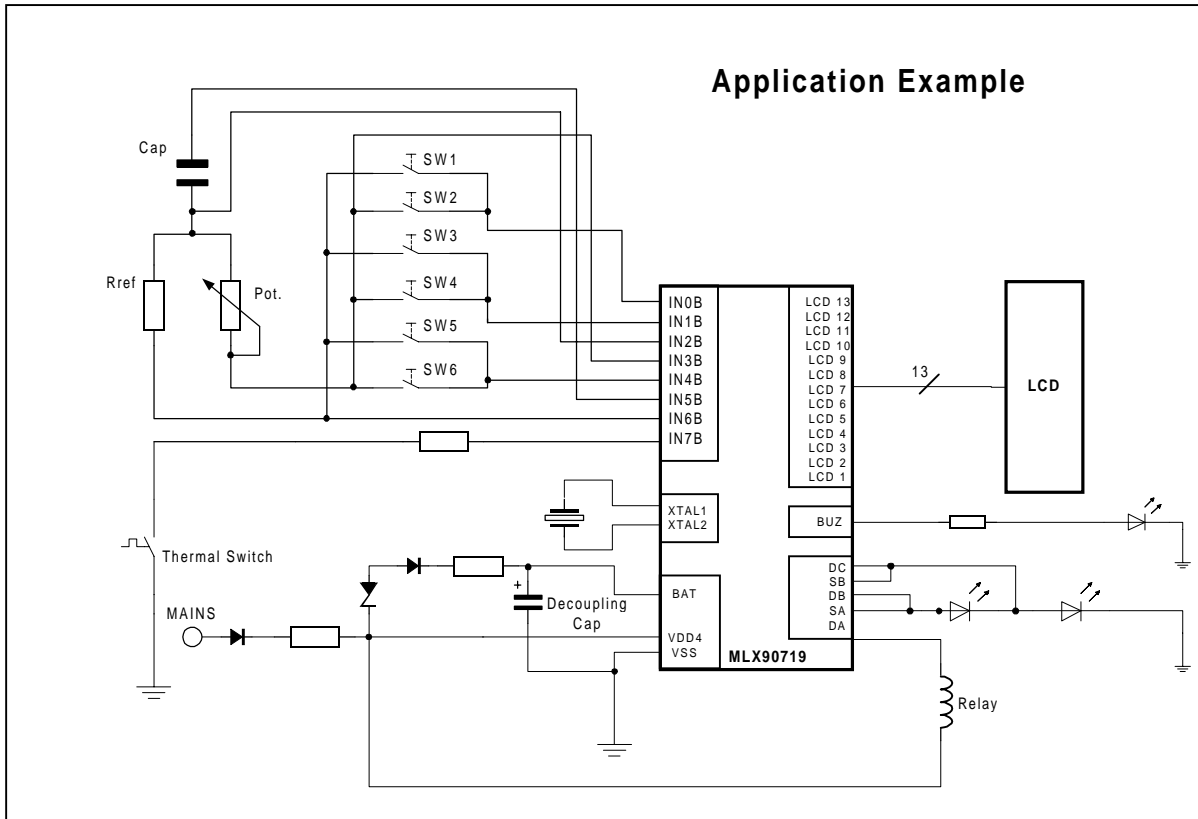 Application Example
Cap
SW1
SW2
SW3
SW4
SW5
SW6
Rref
Pot.
IN0B
IN1B
IN2B
IN3B
IN4B
IN5B
IN6B
IN7B
LCD 13
LCD 12
LCD 11
LCD 10
LCD 9
LCD 8
LCD 7
LCD 6
LCD 5
LCD 4
LCD 3
LCD 2
LCD 1
13
LCD
XTAL1
XTAL2
BUZ
Thermal Switch
MAINS
+
Decoupling
Cap
BAT
VDD4
VSS
DC
SB
DB
SA
DA
MLX90719
Relay